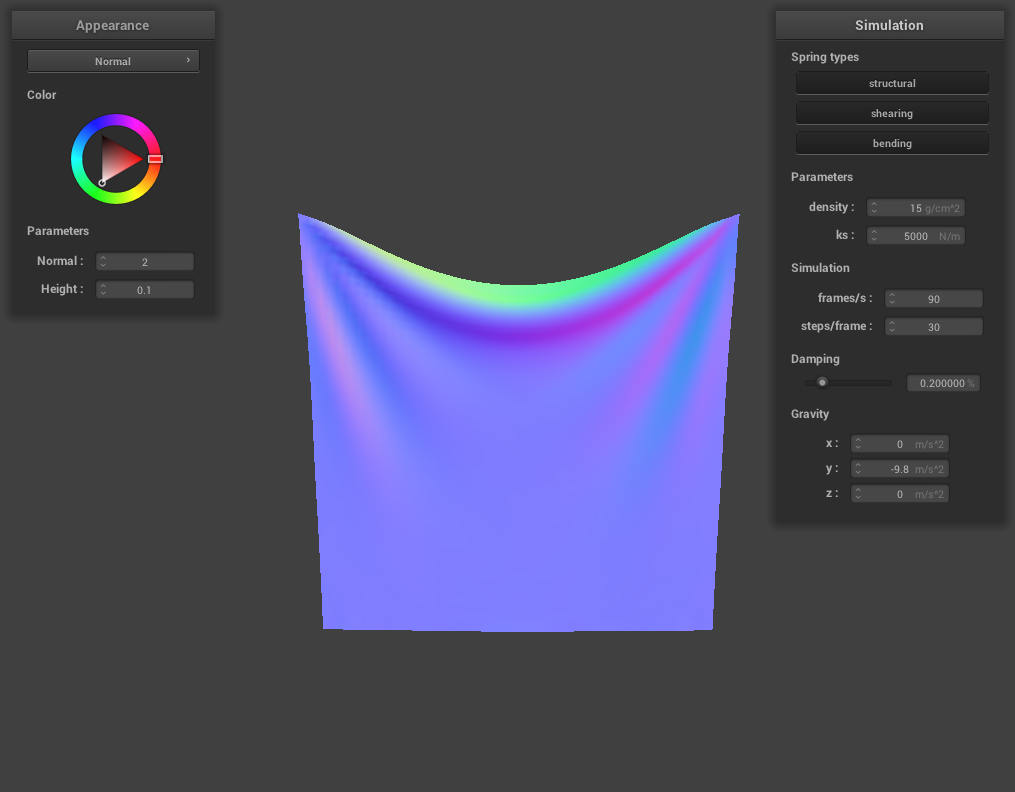 Appearance
Normal ›
Color
Parameters
Normal : 2
Height : 0.1
Simulation
Spring types
structural
shearing
bending
Parameters
density : 15 g/cm^2
ks : 5000 N/m
Simulation
frames/s : 90
steps/frame : 30
Damping
0.200000 %
Gravity
x : 0 m/s^2
y : -9.8 m/s^2
z : 0 m/s^2